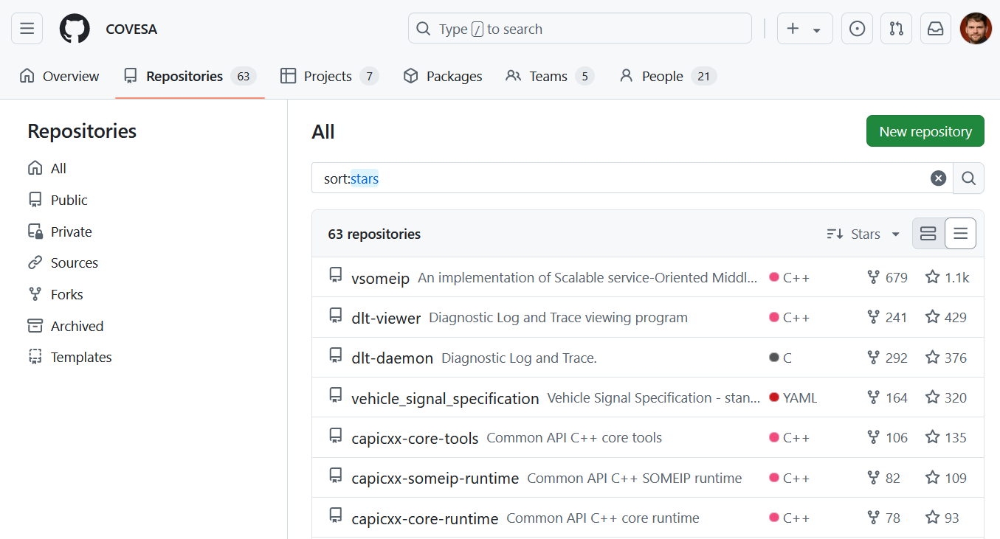 COVESA
Type / to search
Overview
Repositories 63
Projects 7
Packages
Teams 5
People 21
Repositories
All
Public
Private
Sources
Forks
Archived
Templates
All
New repository
sort:stars
63 repositories
Stars
vsomeip An implementation of Scalable service-Oriented Middl... C++ 679 1.1k
dlt-viewer Diagnostic Log and Trace viewing program C++ 241 429
dlt-daemon Diagnostic Log and Trace. C 292 376
vehicle_signal_specification Vehicle Signal Specification - stan... YAML 164 320
capicxx-core-tools Common API C++ core tools C++ 106 135
capicxx-someip-runtime Common API C++ SOMEIP runtime C++ 82 109
capicxx-core-runtime Common API C++ core runtime C++ 78 93